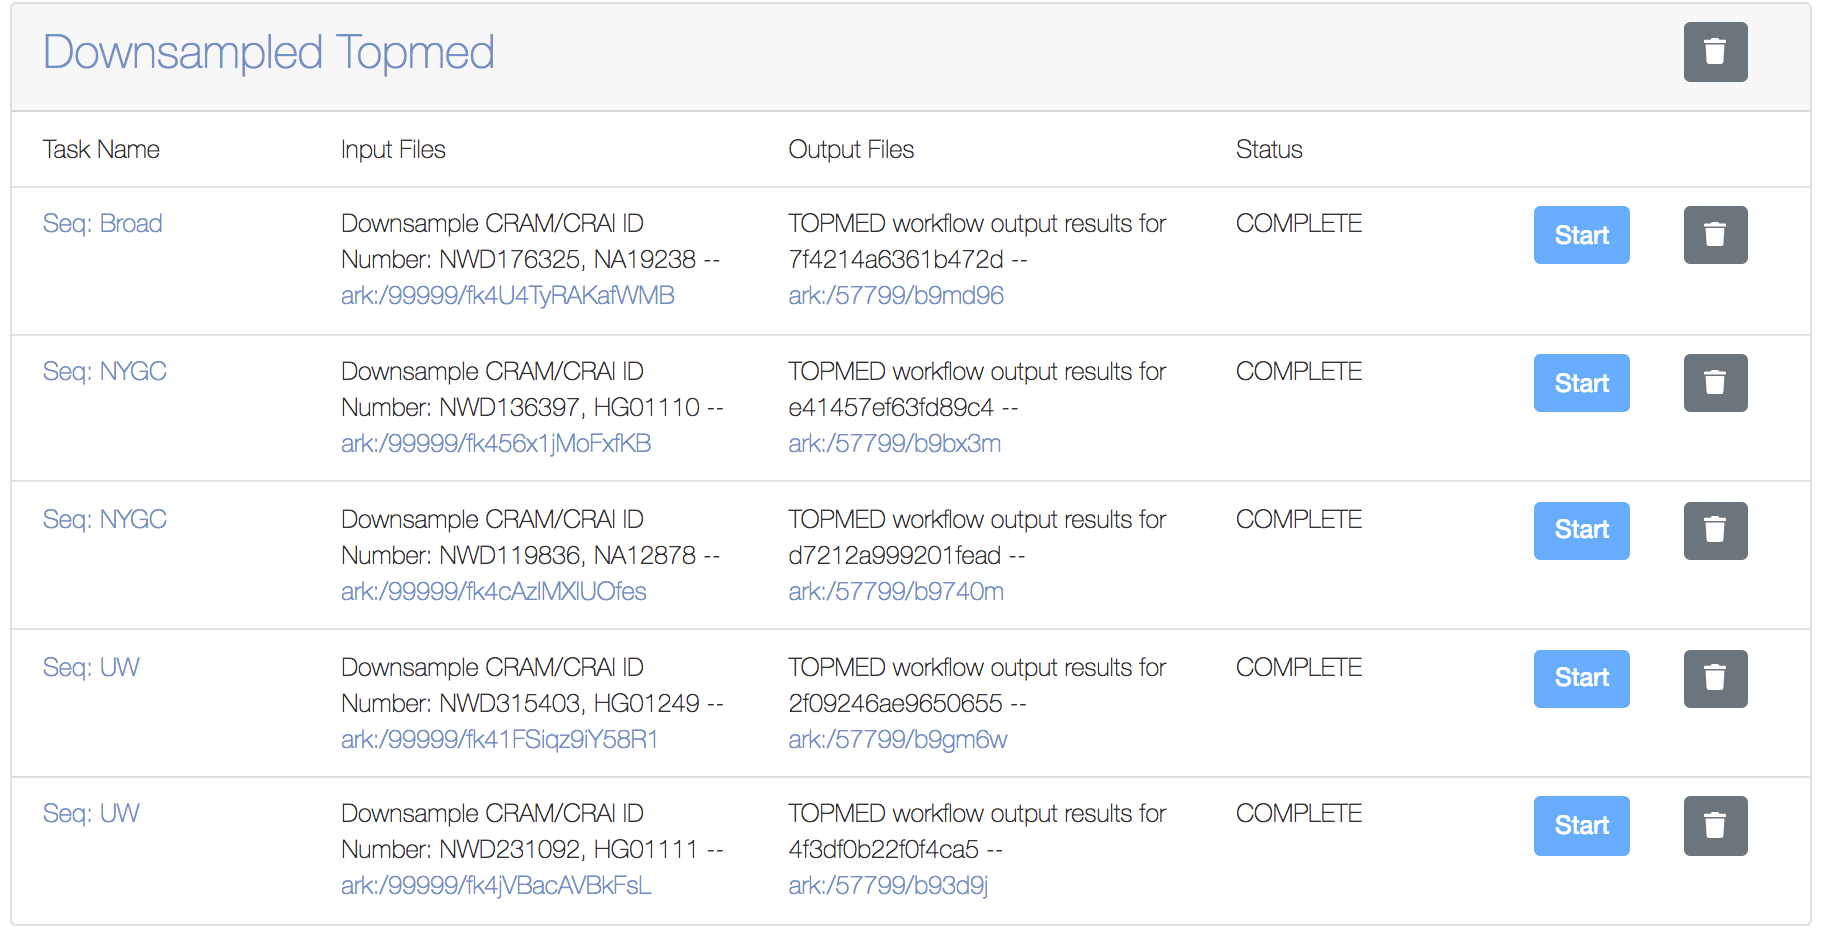 Downsampled Topmed
Task Name Input Files Output Files Status
Seq: Broad Downsample CRAM/CRAI ID TOPMED workflow output results for COMPLETE Start
Number: NWD176325, NA19238 -- 7f4214a6361b472d --
ark:/99999/fk4U4TyRAKafWMB ark:/57799/b9md96
Seq: NYGC Downsample CRAM/CRAI ID TOPMED workflow output results for COMPLETE Start
Number: NWD136397, HG01110 -- e41457ef63fd89c4 --
ark:/99999/fk456x1jMoFxfKB ark:/57799/b9bx3m
Seq: NYGC Downsample CRAM/CRAI ID TOPMED workflow output results for COMPLETE Start
Number: NWD119836, NA12878 -- d7212a999201fead --
ark:/99999/fk4cAzlMXlUOfes ark:/57799/b9740m
Seq: UW Downsample CRAM/CRAI ID TOPMED workflow output results for COMPLETE Start
Number: NWD315403, HG01249 -- 2f09246ae9650655 --
ark:/99999/fk41FSiqz9iY58R1 ark:/57799/b9gm6w
Seq: UW Downsample CRAM/CRAI ID TOPMED workflow output results for COMPLETE Start
Number: NWD231092, HG01111 -- 4f3df0b22f0f4ca5 --
ark:/99999/fk4jVBacAVBkFsL ark:/57799/b93d9j